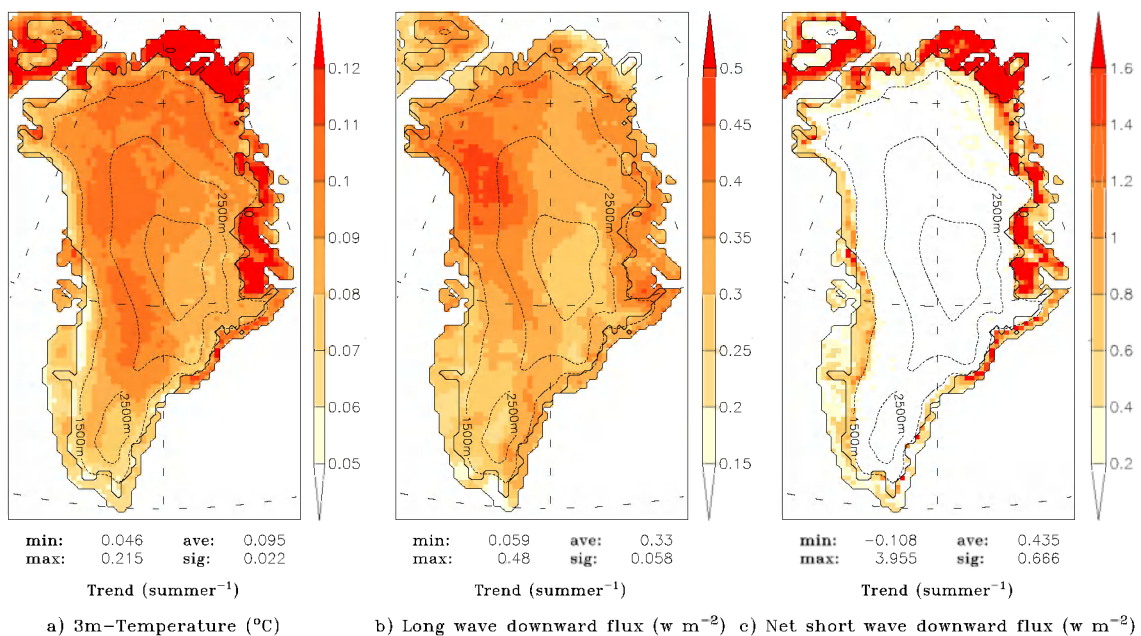 0.12
0.11
0.1
0.09
0.08
0.07
0.06
0.05
2500m
2500m
1500m
min: 0.046 ave: 0.095
max: 0.215 sig: 0.022
Trend (summer⁻¹)
a) 3m-Temperature (°C)
0.5
0.45
0.4
0.35
0.3
0.25
0.2
0.15
2500m
2500m
1500m
min: 0.059 ave: 0.33
max: 0.48 sig: 0.058
Trend (summer⁻¹)
b) Long wave downward flux (w m⁻²)
1.6
1.4
1.2
1
0.8
0.6
0.4
0.2
2500m
2500m
1500m
min: -0.108 ave: 0.435
max: 3.955 sig: 0.666
Trend (summer⁻¹)
c) Net short wave downward flux (w m⁻²)